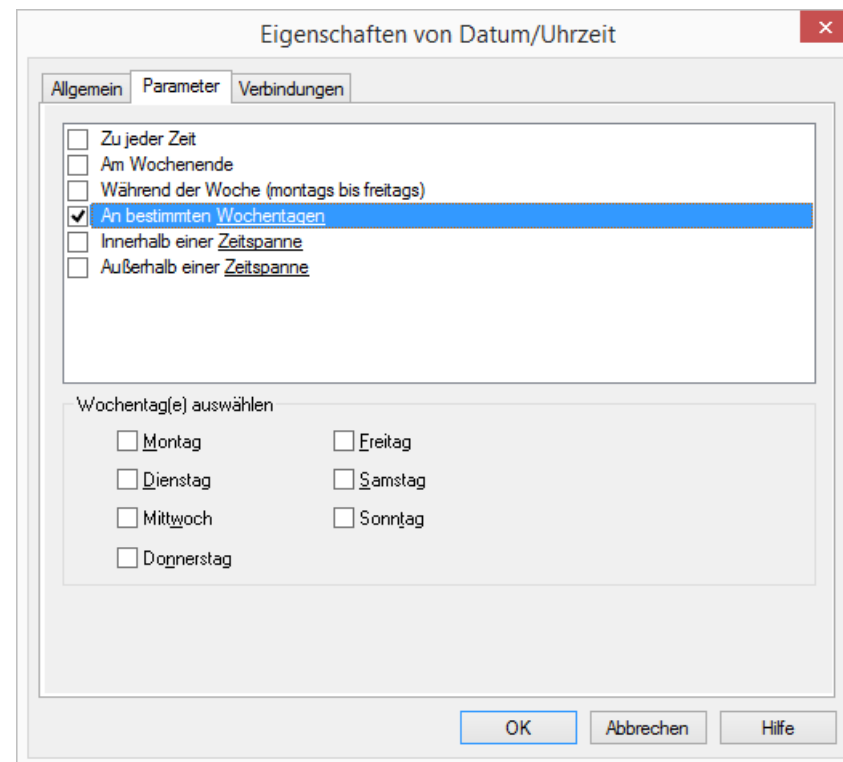 Eigenschaften von Datum/Uhrzeit
Allgemein Parameter Verbindungen
Zu jeder Zeit
Am Wochenende
Während der Woche (montags bis freitags)
An bestimmten Wochentagen
Innerhalb einer Zeitspanne
Außerhalb einer Zeitspanne
Wochentag(e) auswählen
Montag Freitag
Dienstag Samstag
Mittwoch Sonntag
Donnerstag
OK Abbrechen Hilfe